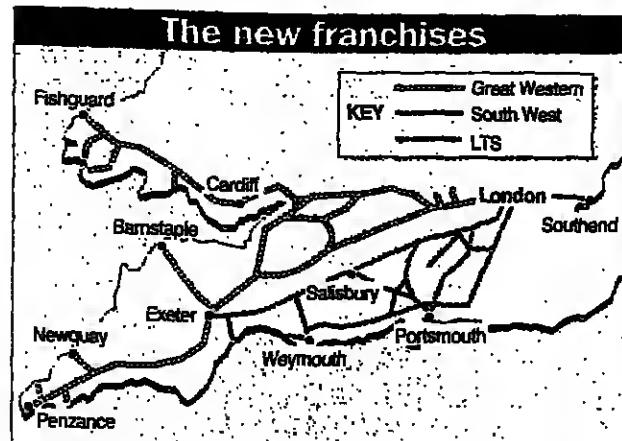 The new franchises
KEY
Great Western
South West
LTS
Fishguard
Cardiff
London
Southend
Barnstaple
Exeter
Salisbury
Newquay
Weymouth
Portsmouth
Penzance